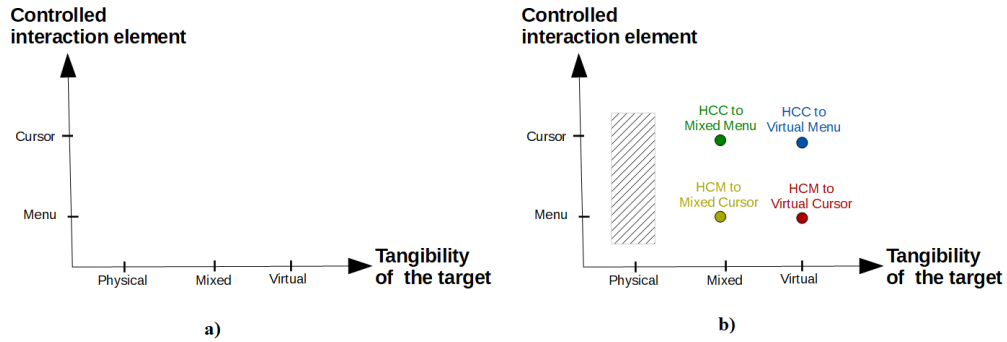 Controlled
interaction element
Cursor
Menu
Physical
Mixed
Virtual
Tangibility
of the target
a)
Controlled
interaction element
Cursor
Menu
HCC to
Mixed Menu
HCC to
Virtual Menu
HCM to
Mixed Cursor
HCM to
Virtual Cursor
Physical
Mixed
Virtual
Tangibility
of the target
b)